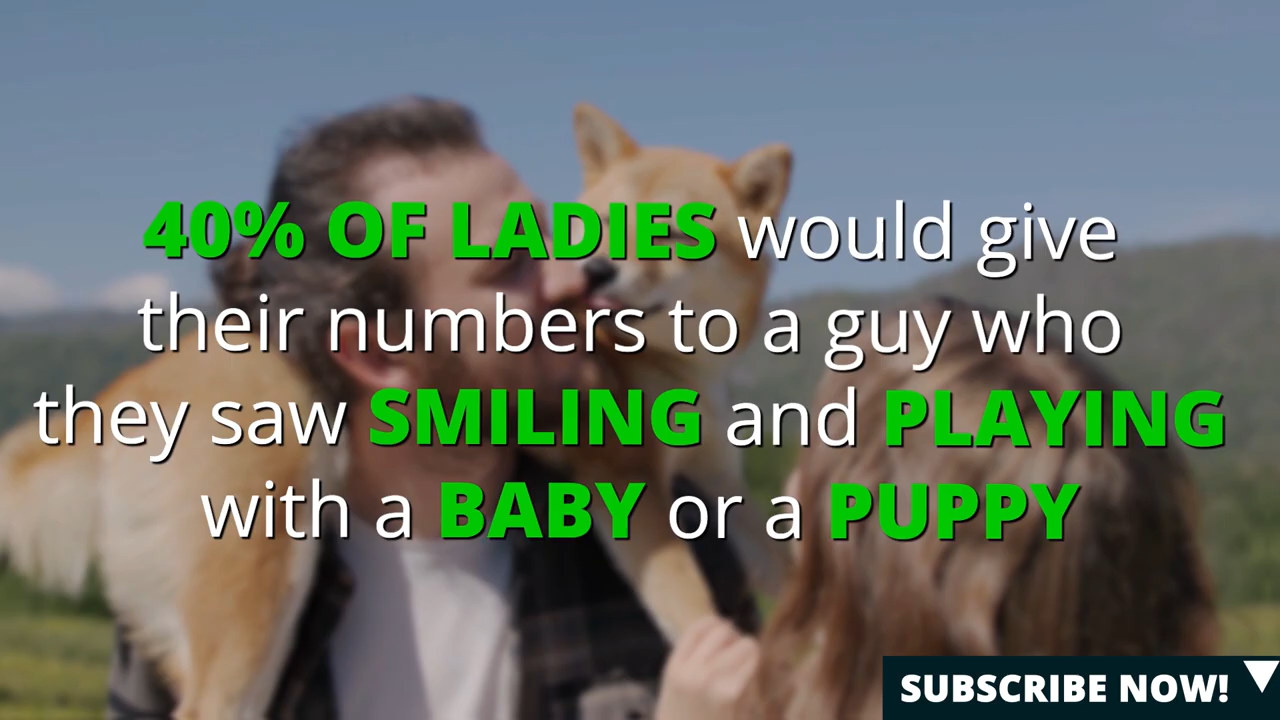 40% OF LADIES would give
their numbers to a guy who
they saw SMILING and PLAYING
with a BABY or a PUPPY
SUBSCRIBE NOW!